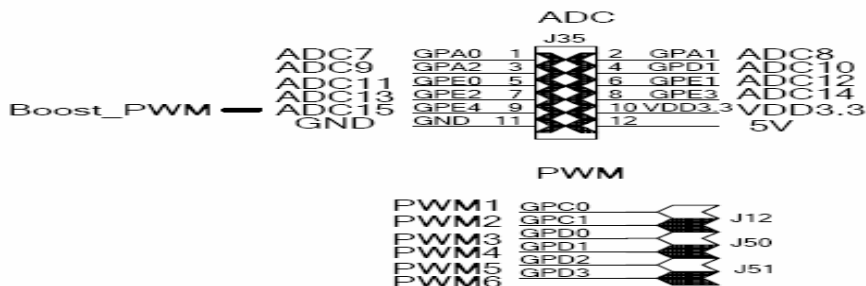 ADC
J35
ADC7 GPA0 1 2 GPA1 ADC8
ADC9 GPA2 3 4 GPD1 ADC10
ADC11 GPE0 5 6 GPE1 ADC12
ADC13 GPE2 7 8 GPE3 ADC14
Boost_PWM ADC15 GPE4 9 10 VDD3.3 VDD3.3
GND GND 11 12 5V
PWM
PWM1 GPC0
PWM2 GPC1 J12
PWM3 GPD0
PWM4 GPD1 J50
PWM5 GPD2
PWM6 GPD3 J51